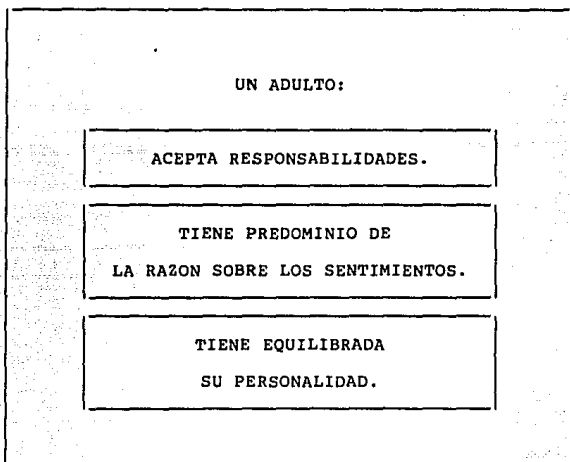 UN ADULTO:
ACEPTA RESPONSABILIDADES.
TIENE PREDOMINIO DE
LA RAZON SOBRE LOS SENTIMIENTOS.
TIENE EQUILIBRADA
SU PERSONALIDAD.